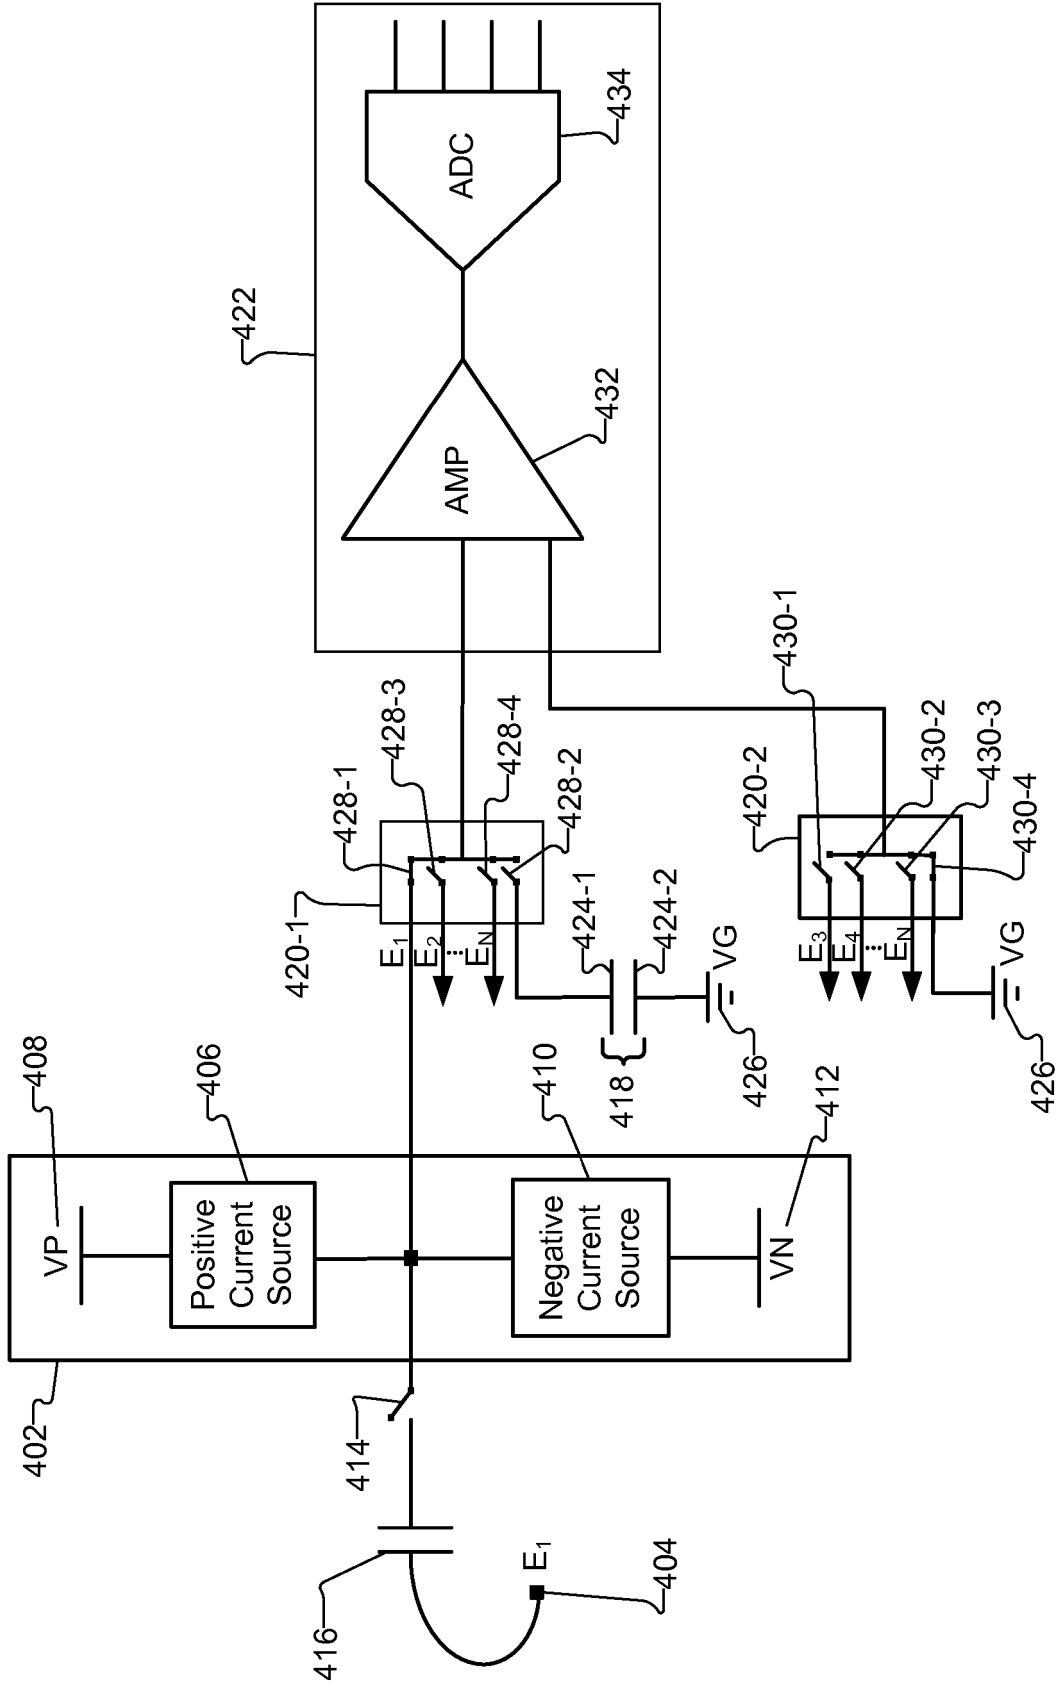 402
VP
408
Positive
Current
Source
406
Negative
Current
Source
410
VN
412
414
416
E1
404
420-1
428-1
428-3
428-4
428-2
E1
E2
EN
424-1
424-2
418
VG
426
422
AMP
432
ADC
434
420-2
430-1
430-2
430-3
430-4
E3
E4
EN
VG
426